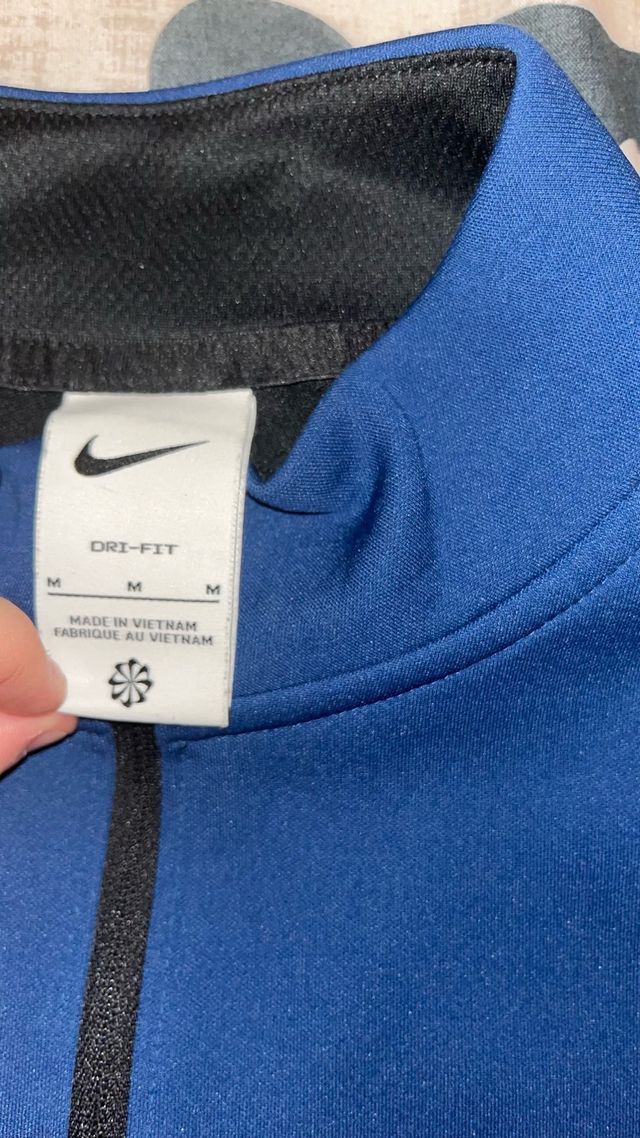 DRI-FIT
M M M
MADE IN VIETNAM
FABRIQUE AU VIETNAM